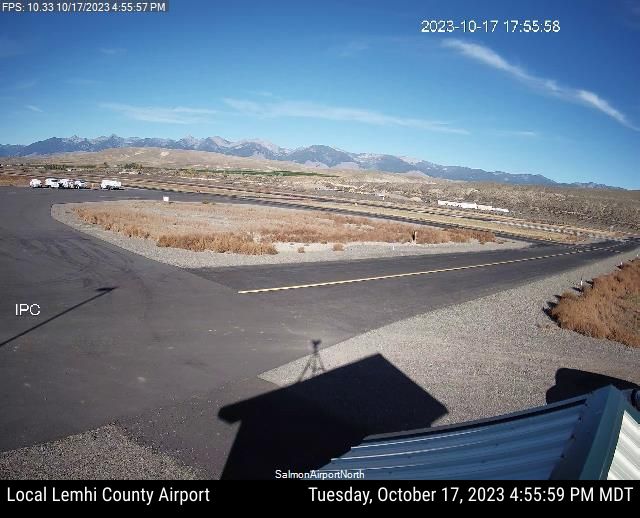 FPS: 10.33 10/17/2023 4:55:57 PM
2023-10-17 17:55:58
IPC
SalmonAirportNorth
Local Lemhi County Airport
Tuesday, October 17, 2023 4:55:59 PM MDT